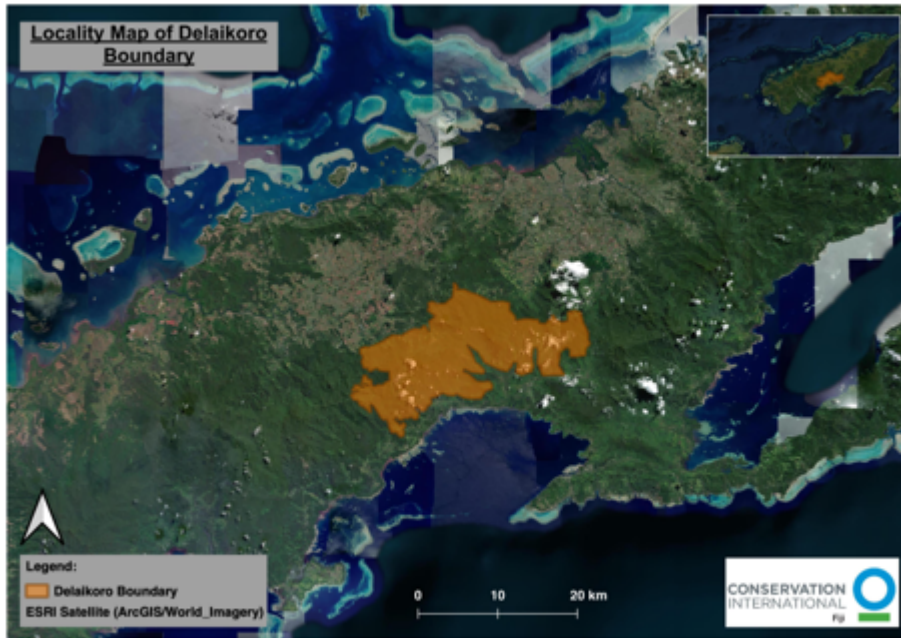 Locality Map of Delaikoro
Boundary
Legend:
Delaikoro Boundary
ESRI Satellite (ArcGIS/World_Imagery)
0 10 20 km
CONSERVATION
INTERNATIONAL
Fiji